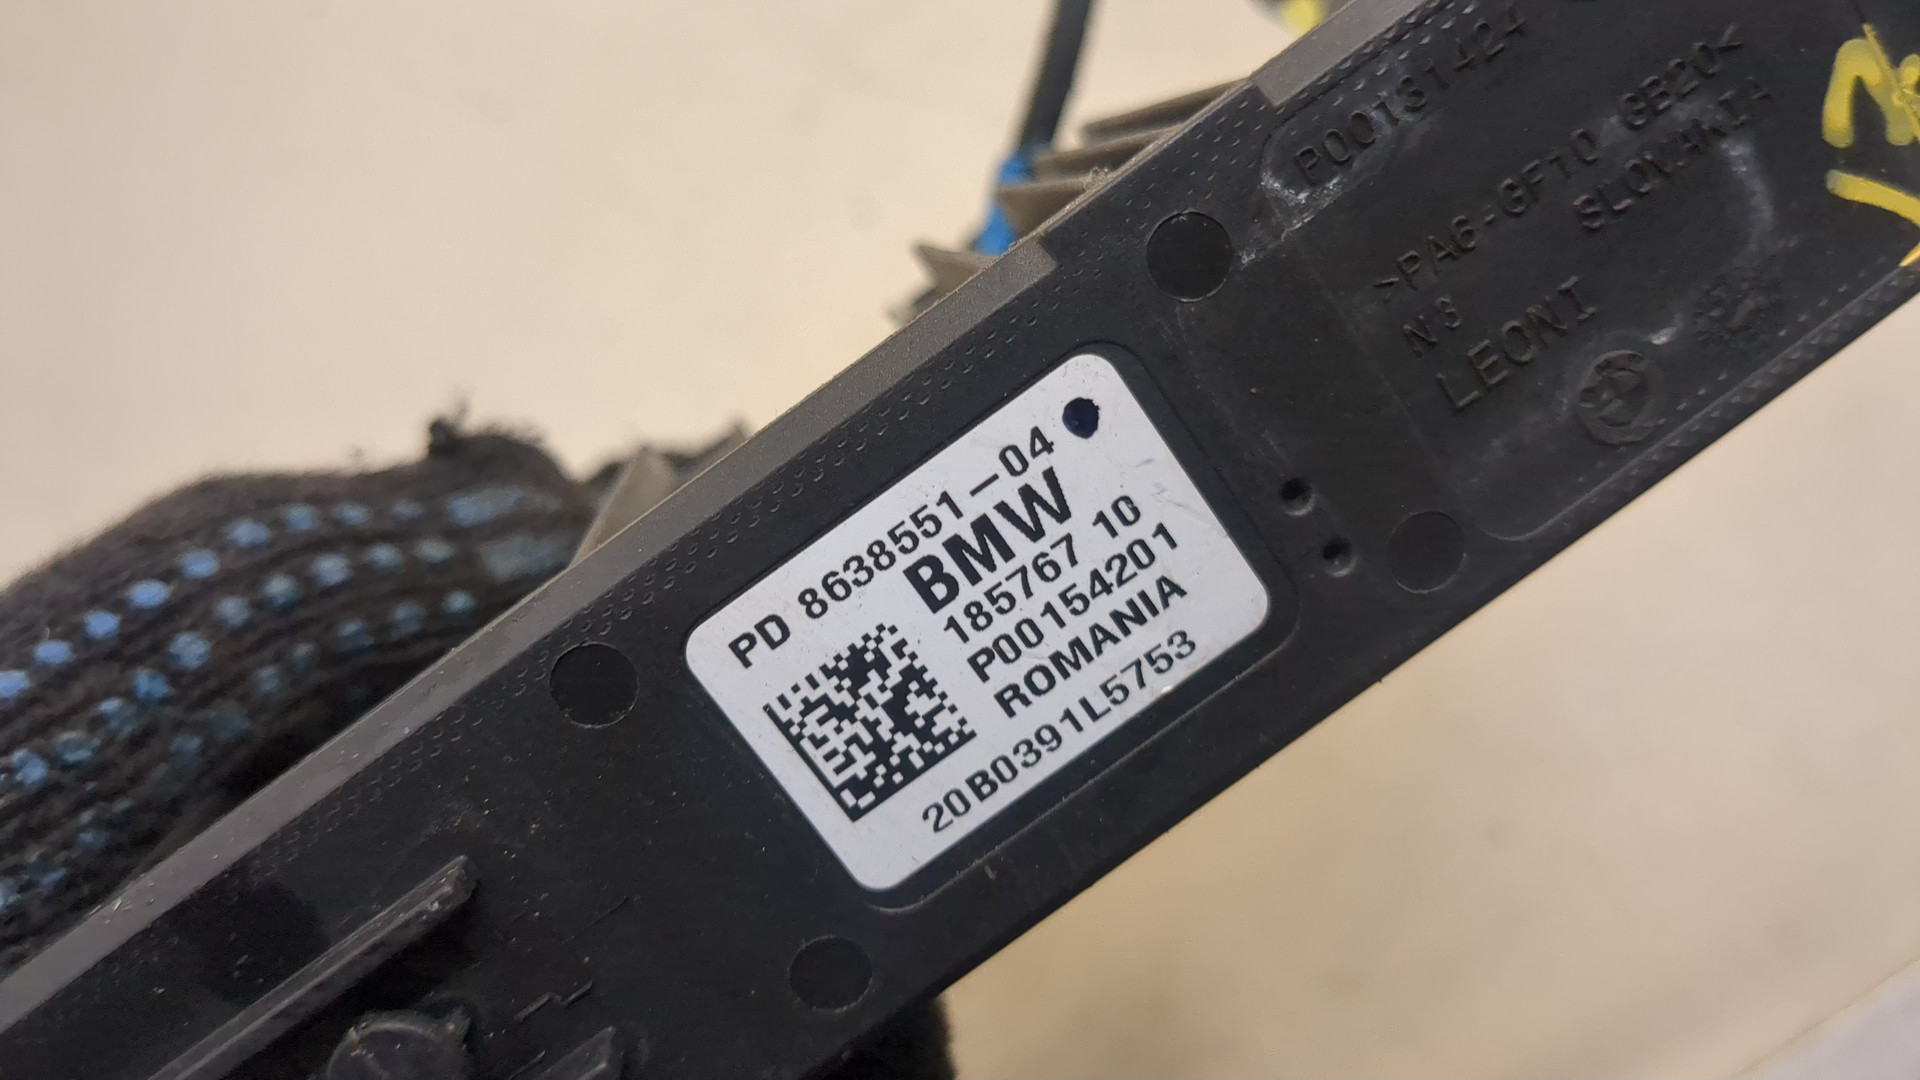 P00131424
>PA6-GF10 GB20<
N3 SLOVAKIA
LEONI
PD 8638551-04
BMW
185767 10
P00154201
ROMANIA
20B0391L5753